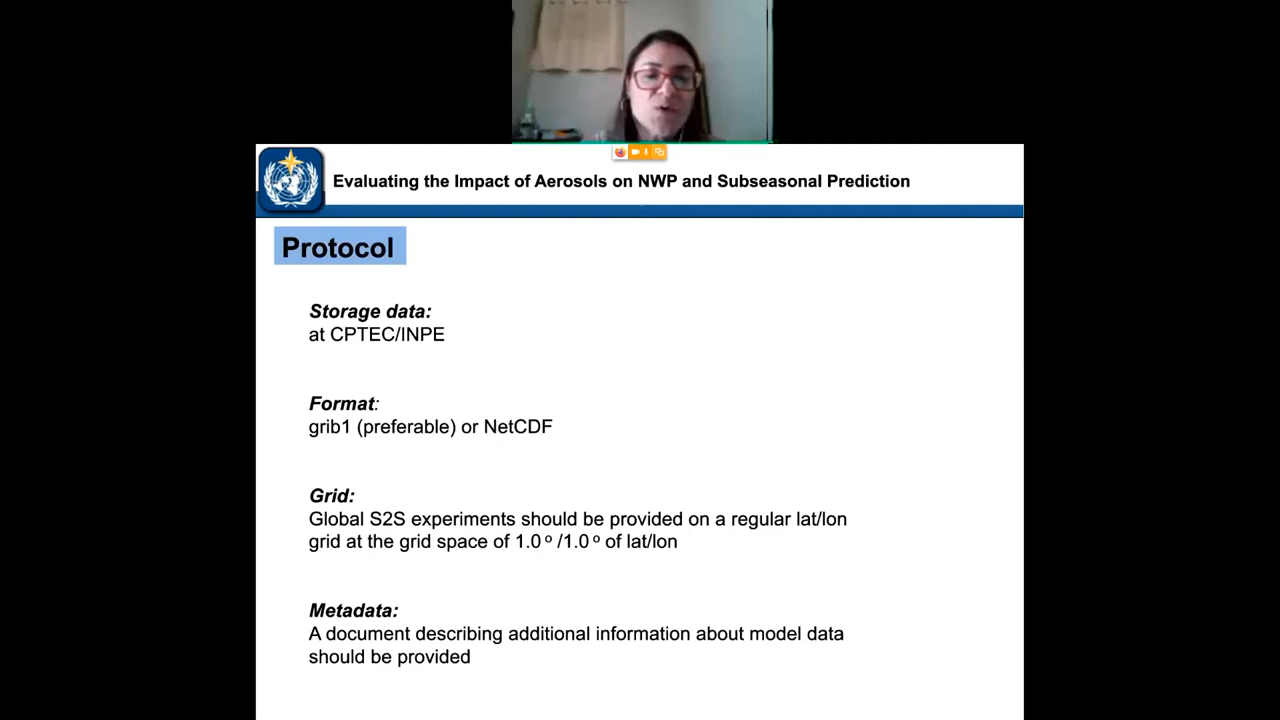 Evaluating the Impact of Aerosols on NWP and Subseasonal Prediction
Protocol
Storage data:
at CPTEC/INPE
Format:
grib1 (preferable) or NetCDF
Grid:
Global S2S experiments should be provided on a regular lat/lon
grid at the grid space of 1.0 º /1.0 º of lat/lon
Metadata:
A document describing additional information about model data
should be provided